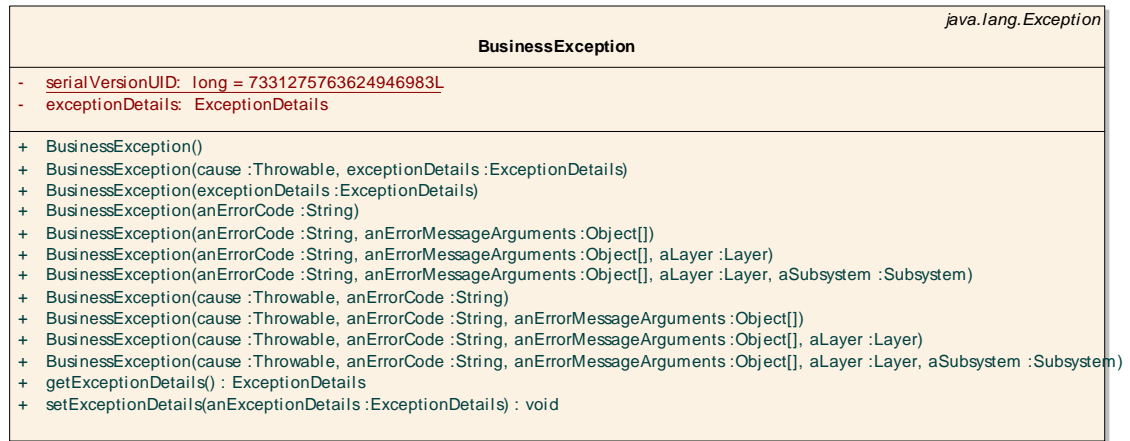 java.lang.Exception
BusinessException
- serialVersionUID: long = 7331275763624946983L
- exceptionDetails: ExceptionDetails
+ BusinessException()
+ BusinessException(cause :Throwable, exceptionDetails :ExceptionDetails)
+ BusinessException(exceptionDetails :ExceptionDetails)
+ BusinessException(anErrorCode :String)
+ BusinessException(anErrorCode :String, anErrorMessageArguments :Object[])
+ BusinessException(anErrorCode :String, anErrorMessageArguments :Object[], aLayer :Layer)
+ BusinessException(anErrorCode :String, anErrorMessageArguments :Object[], aLayer :Layer, aSubsystem :Subsystem)
+ BusinessException(cause :Throwable, anErrorCode :String)
+ BusinessException(cause :Throwable, anErrorCode :String, anErrorMessageArguments :Object[])
+ BusinessException(cause :Throwable, anErrorCode :String, anErrorMessageArguments :Object[], aLayer :Layer)
+ BusinessException(cause :Throwable, anErrorCode :String, anErrorMessageArguments :Object[], aLayer :Layer, aSubsystem :Subsystem)
+ getExceptionDetails() : ExceptionDetails
+ setExceptionDetails(anExceptionDetails :ExceptionDetails) : void